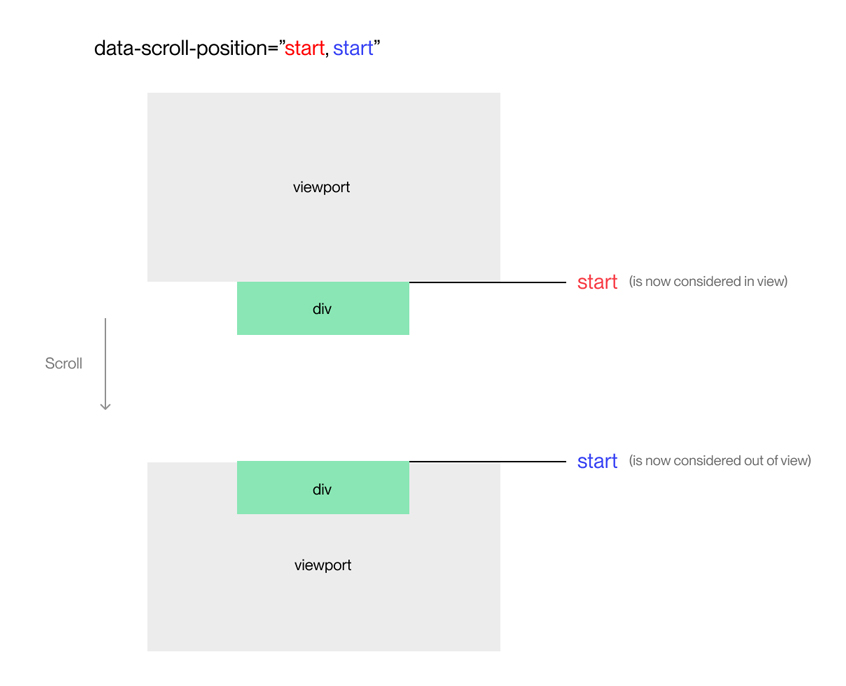 data-scroll-position=”start, start”
viewport
start (is now considered in view)
div
Scroll
start (is now considered out of view)
div
viewport